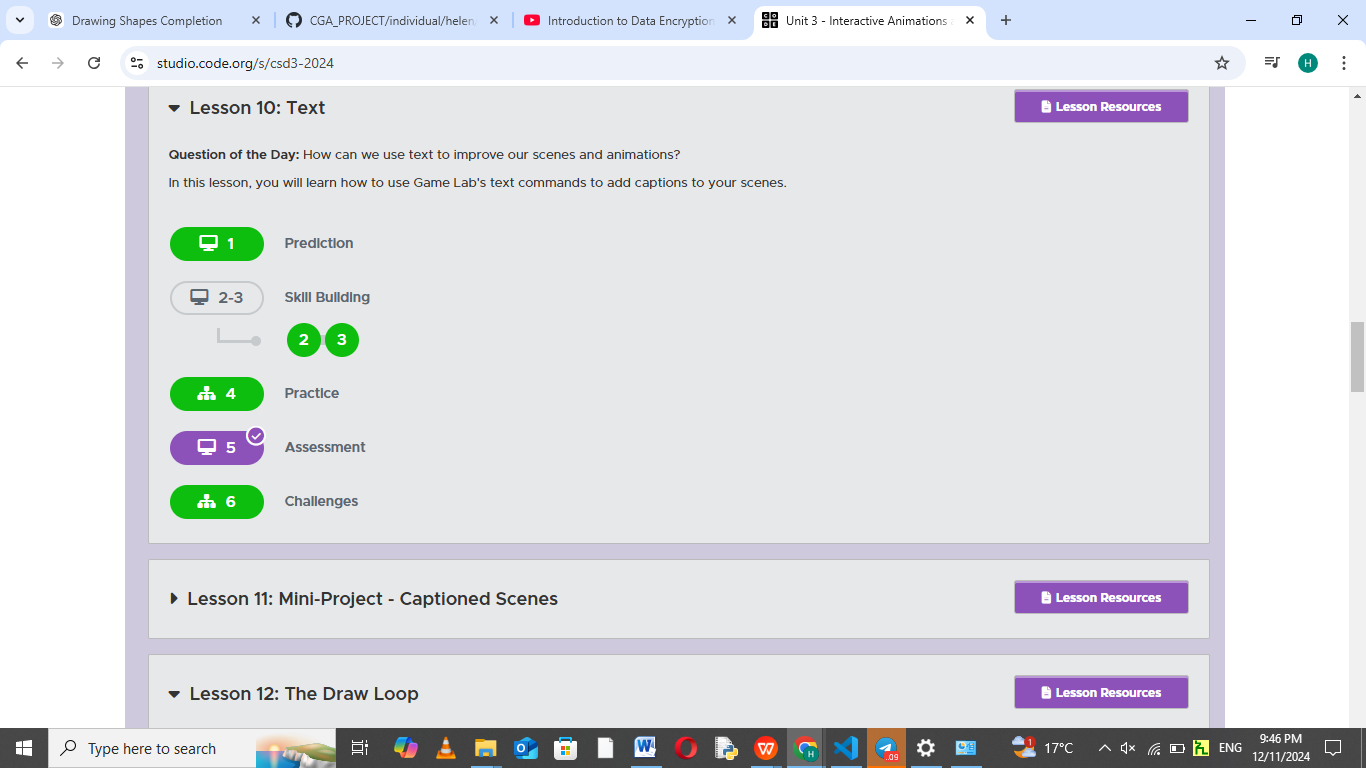 Drawing Shapes Completion
CGA_PROJECT/individual/helen
Introduction to Data Encryption
Unit 3 - Interactive Animations
studio.code.org/s/csd3-2024
H
Lesson 10: Text
Lesson Resources
Question of the Day: How can we use text to improve our scenes and animations?
In this lesson, you will learn how to use Game Lab's text commands to add captions to your scenes.
1 Prediction
2-3 Skill Building
2 3
4 Practice
5 Assessment
6 Challenges
Lesson 11: Mini-Project - Captioned Scenes
Lesson Resources
Lesson 12: The Draw Loop
Lesson Resources
Type here to search
17°C
ENG
9:46 PM
12/11/2024